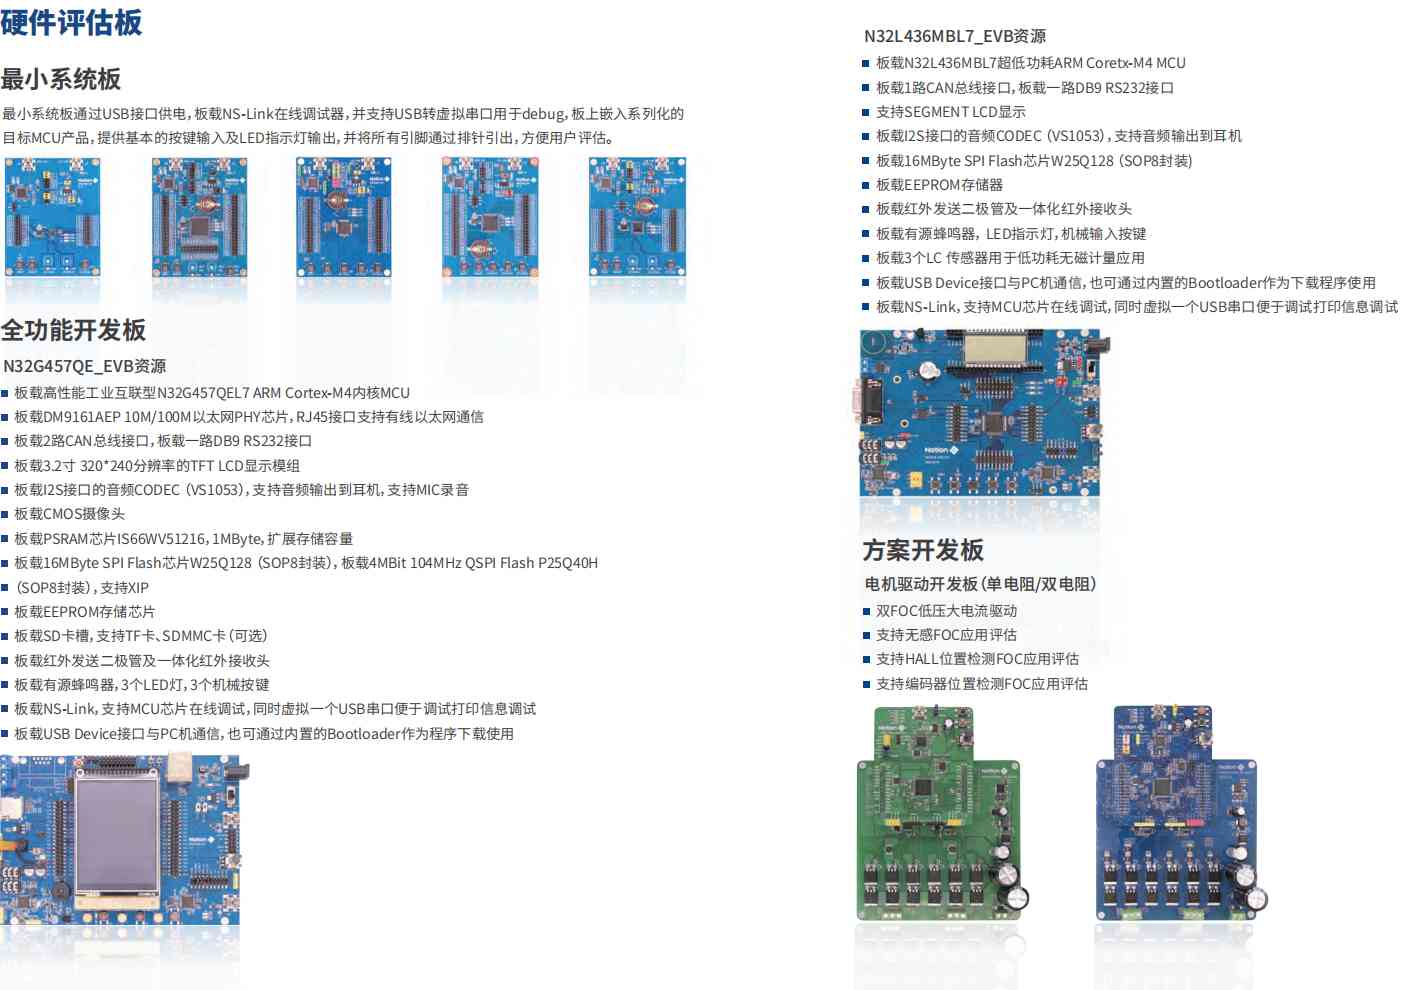 硬件评估板
最小系统板
最小系统板通过USB接口供电，板载NS-Link在线调试器，并支持USB转虚拟串口用于debug，板上嵌入系列化的
目标MCU产品，提供基本的按键输入及LED指示灯输出，并将所有引脚通过排针引出，方便用户评估。
全功能开发板
N32G457QE_EVB资源
板载高性能工业互联型N32G457QEL7 ARM Cortex-M4内核MCU
板载DM9161AEP 10M/100M以太网PHY芯片，RJ45接口支持有线以太网通信
板载2路CAN总线接口，板载一路DB9 RS232接口
板载3.2寸 320*240分辨率的TFT LCD显示模组
板载I2S接口的音频CODEC（VS1053），支持音频输出到耳机，支持MIC录音
板载CMOS摄像头
板载PSRAM芯片IS66WV51216，1MByte，扩展存储容量
板载16MByte SPI Flash芯片W25Q128（SOP8封装），板载4MBit 104MHz QSPI Flash P25Q40H
（SOP8封装），支持XIP
板载EEPROM存储芯片
板载SD卡槽，支持TF卡、SDMMC卡（可选）
板载红外发送二极管及一体化红外接收头
板载有源蜂鸣器，3个LED灯，3个机械按键
板载NS-Link，支持MCU芯片在线调试，同时虚拟一个USB串口便于调试打印信息调试
板载USB Device接口与PC机通信，也可通过内置的Bootloader作为程序下载使用
N32L436MBL7_EVB资源
板载N32L436MBL7超低功耗ARM Coretx-M4 MCU
板载1路CAN总线接口，板载一路DB9 RS232接口
支持SEGMENT LCD显示
板载I2S接口的音频CODEC（VS1053），支持音频输出到耳机
板载16MByte SPI Flash芯片W25Q128（SOP8封装)
板载EEPROM存储器
板载红外发送二极管及一体化红外接收头
板载有源蜂鸣器，LED指示灯，机械输入按键
板载3个LC 传感器用于低功耗无磁计量应用
板载USB Device接口与PC机通信，也可通过内置的Bootloader作为下载程序使用
板载NS-Link，支持MCU芯片在线调试，同时虚拟一个USB串口便于调试打印信息调试
Nation
方案开发板
电机驱动开发板（单电阻/双电阻）
双FOC低压大电流驱动
支持无感FOC应用评估
支持HALL位置检测FOC应用评估
支持编码器位置检测FOC应用评估